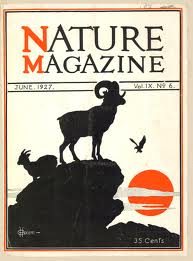 NATURE
MAGAZINE
JUNE, 1927. Vol. IX. No 6.
35 Cents